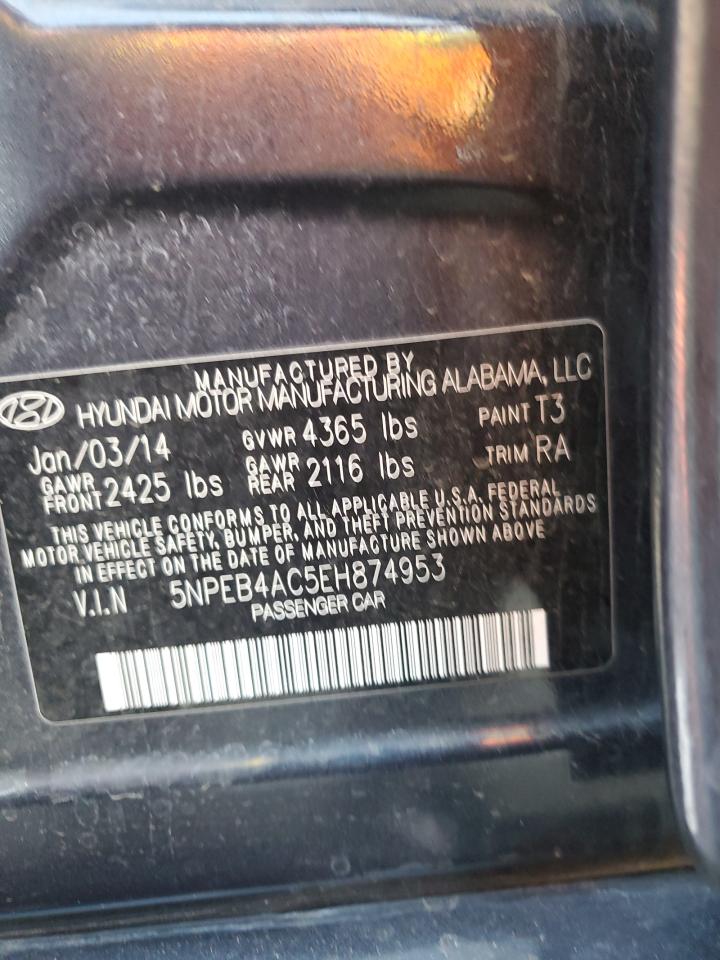 MANUFACTURED BY
HYUNDAI MOTOR MANUFACTURING ALABAMA, LLC
Jan/03/14 GVWR 4365 lbs PAINT T3
GAWR FRONT 2425 lbs GAWR REAR 2116 lbs TRIM RA
THIS VEHICLE CONFORMS TO ALL APPLICABLE U.S.A. FEDERAL
MOTOR VEHICLE SAFETY, BUMPER, AND THEFT PREVENTION STANDARDS
IN EFFECT ON THE DATE OF MANUFACTURE SHOWN ABOVE
V.I.N 5NPEB4AC5EH874953
PASSENGER CAR